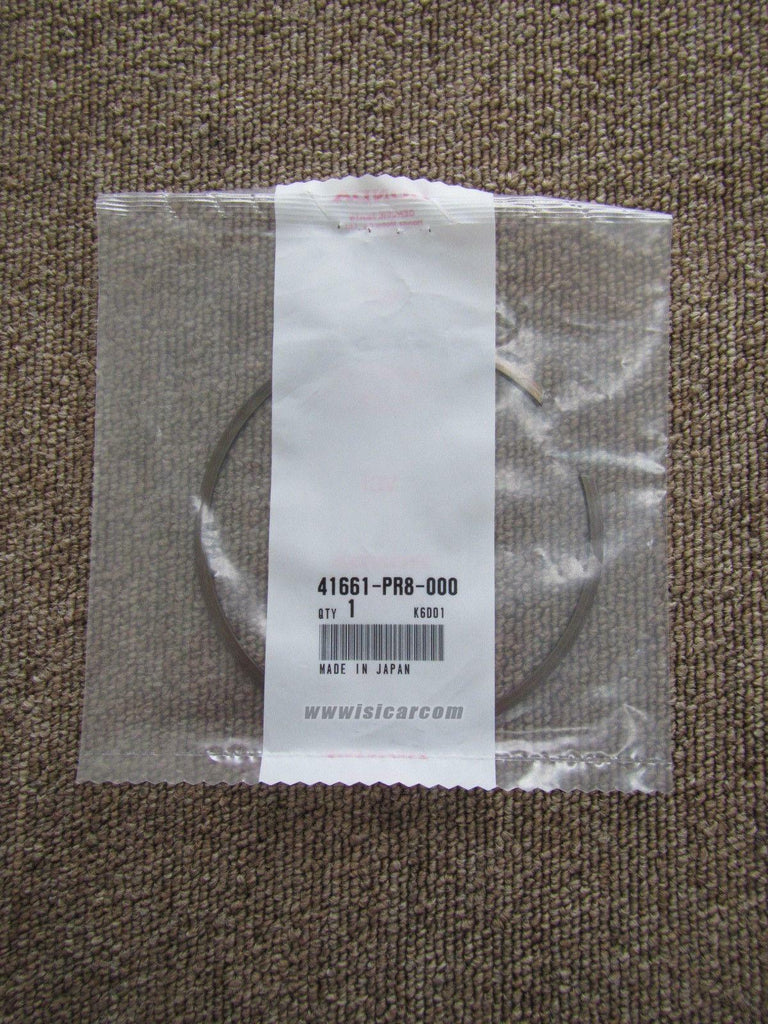 41661-PR8-000
QTY 1 K6D01
MADE IN JAPAN
wwwisicarcom